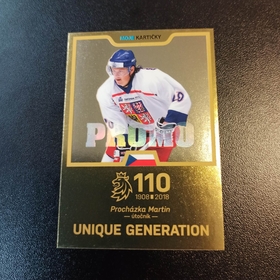 KARTIČKY
PROMO
110
1908 2018
Procházka Martin
— útočník —
UNIQUE GENERATION